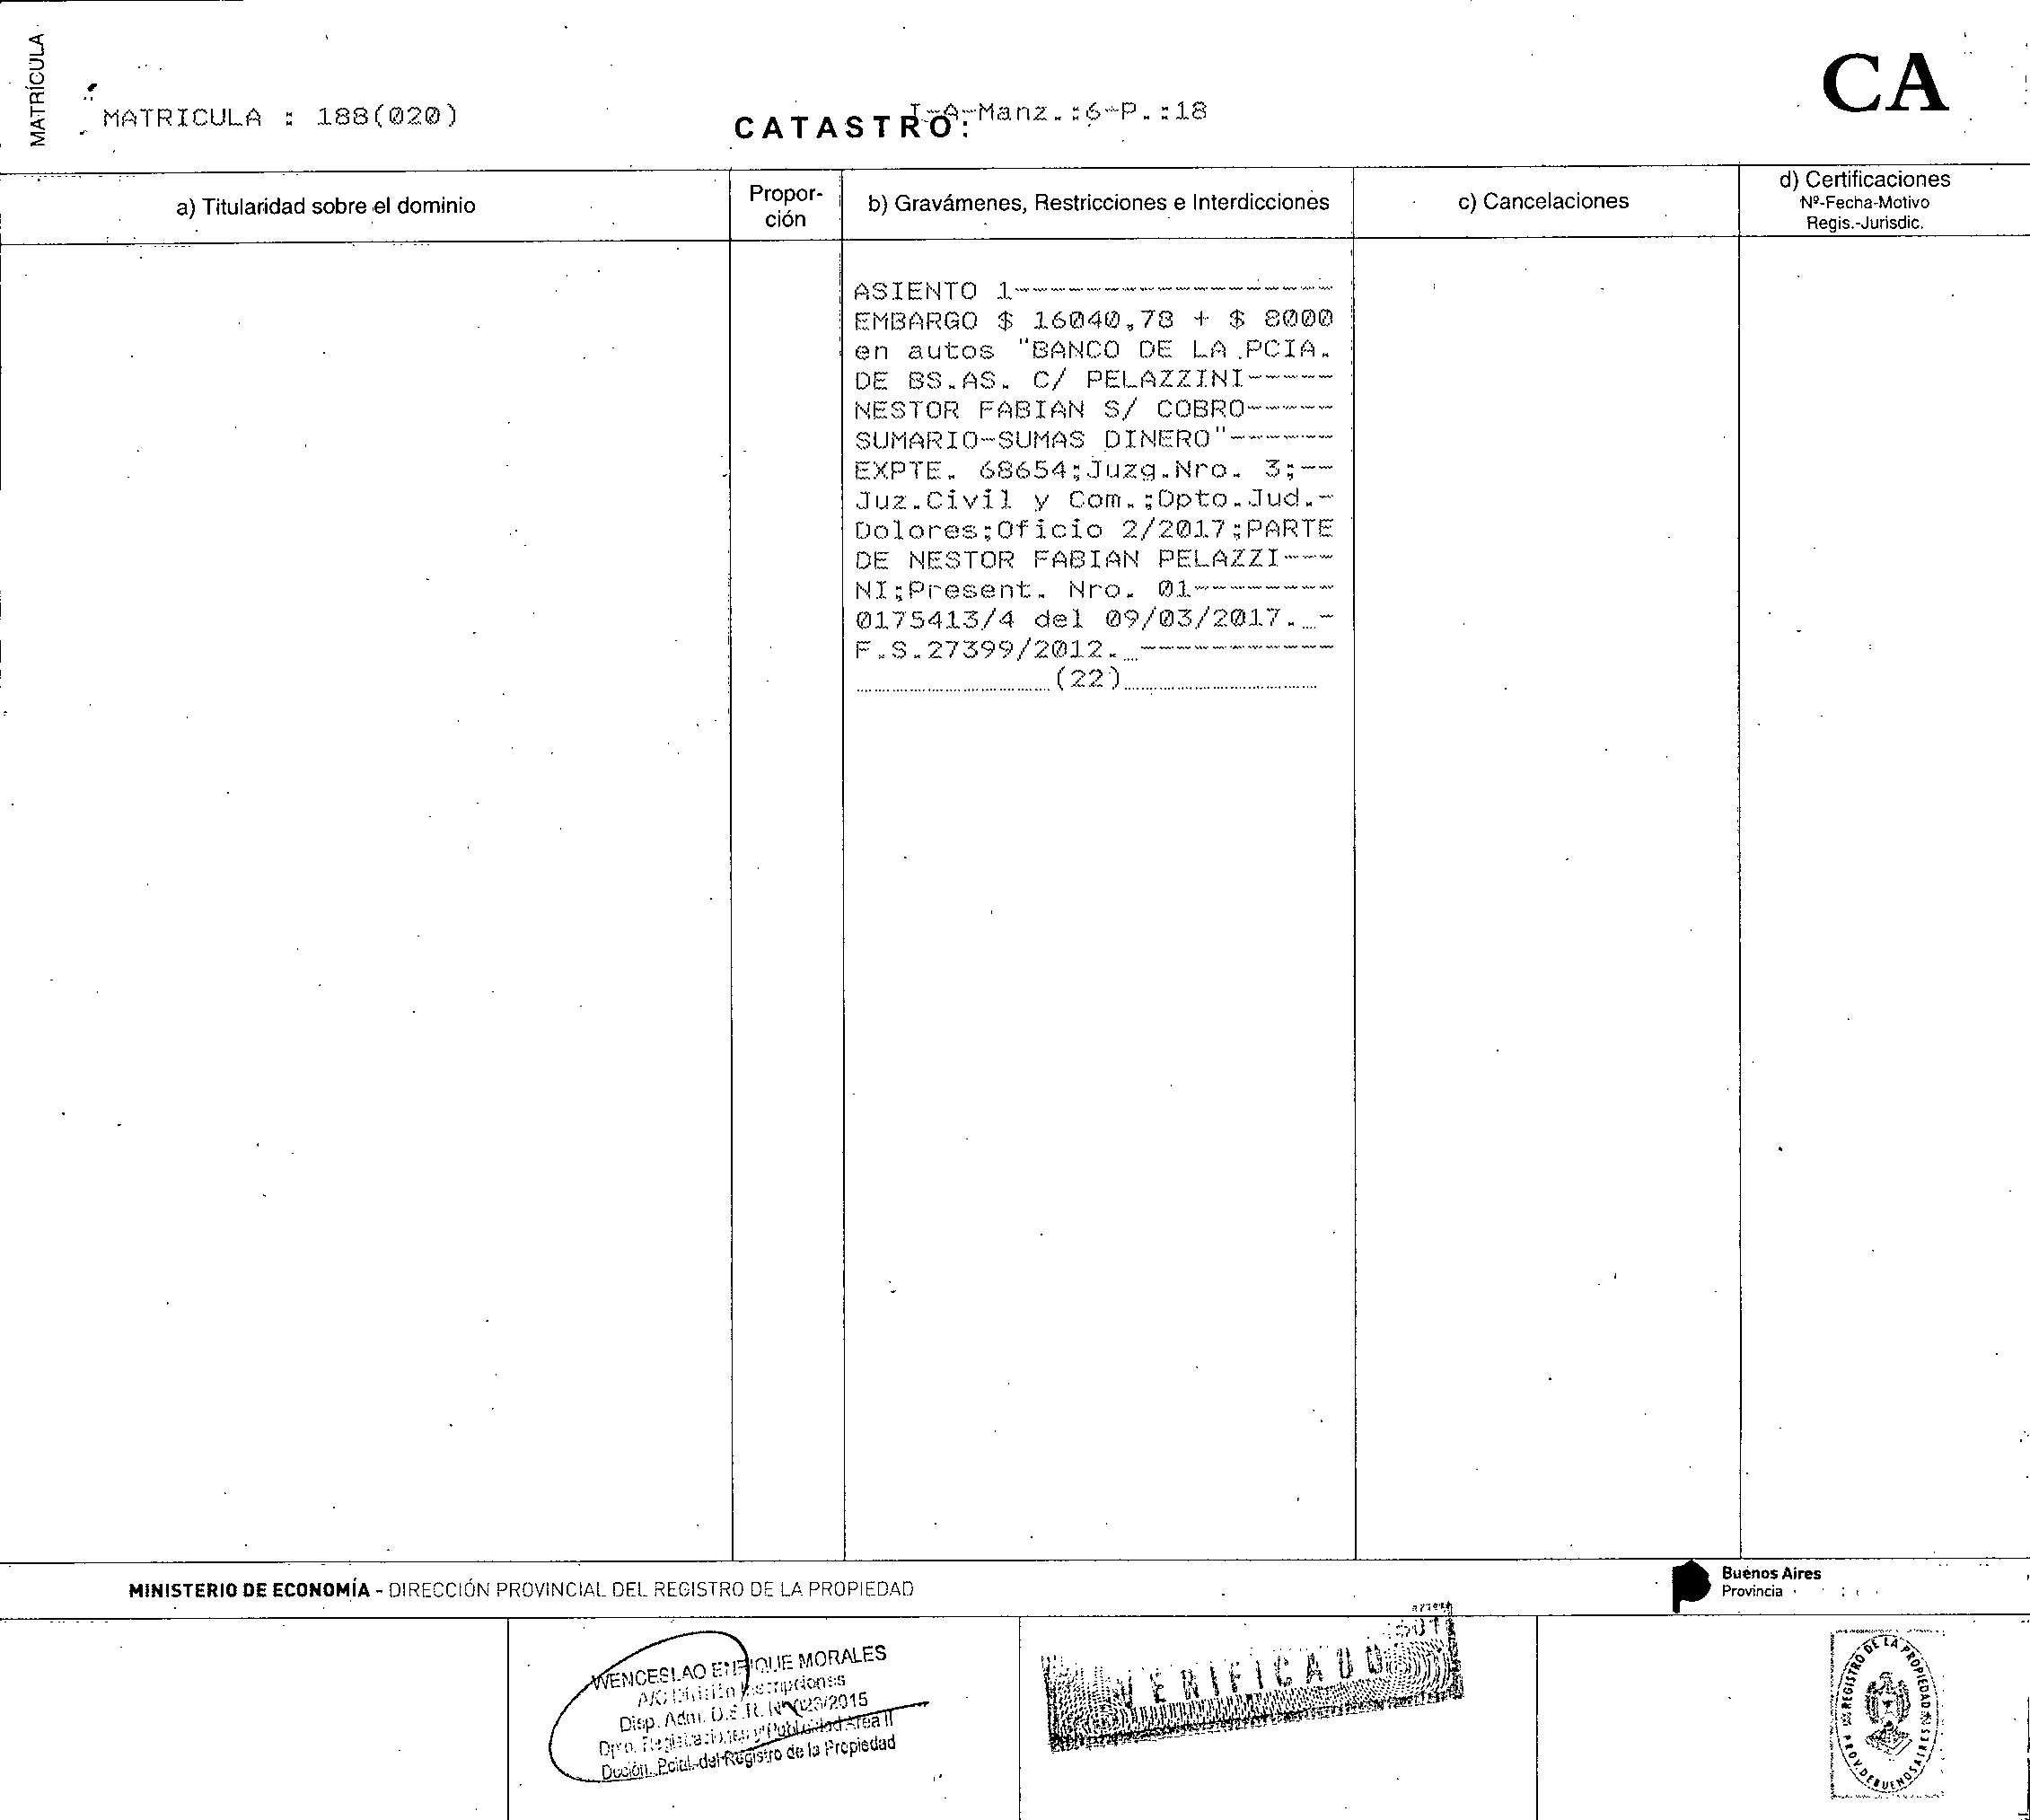 MATRÍCULA
MATRICULA : 188(020)
CATASTRO: I-A-Manz.:6-P.:18
CA
a) Titularidad sobre el dominio
Propor-
ción
b) Gravámenes, Restricciones e Interdicciones
c) Cancelaciones
d) Certificaciones
Nº-Fecha-Motivo
Regis.-Jurisdic.
ASIENTO 1------------------
EMBARGO $ 16040,78 + $ 8000
en autos "BANCO DE LA PCIA.
DE BS.AS. C/ PELAZZINI-----
NESTOR FABIAN S/ COBRO-----
SUMARIO-SUMAS DINERO"------
EXPTE. 68654;Juzg.Nro. 3;--
Juz.Civil y Com.;Dpto.Jud.-
Dolores;Oficio 2/2017;PARTE
DE NESTOR FABIAN PELAZZI---
NI;Present. Nro. 01--------
0175413/4 del 09/03/2017._-
F.S.27399/2012._-----------
(22)
MINISTERIO DE ECONOMÍA - DIRECCIÓN PROVINCIAL DEL REGISTRO DE LA PROPIEDAD
Buenos Aires
Provincia
WENCESLAO ENRIQUE MORALES
A/C División Inscripciones
Disp. Adm. D.E.R. Nº 023/2015
Dpto. Registraciones y Publicidad Area II
Dcción. Pcial. del Registro de la Propiedad
VERIFICADO
REGISTRO DE LA PROPIEDAD
PROV. DE BUENOS AIRES